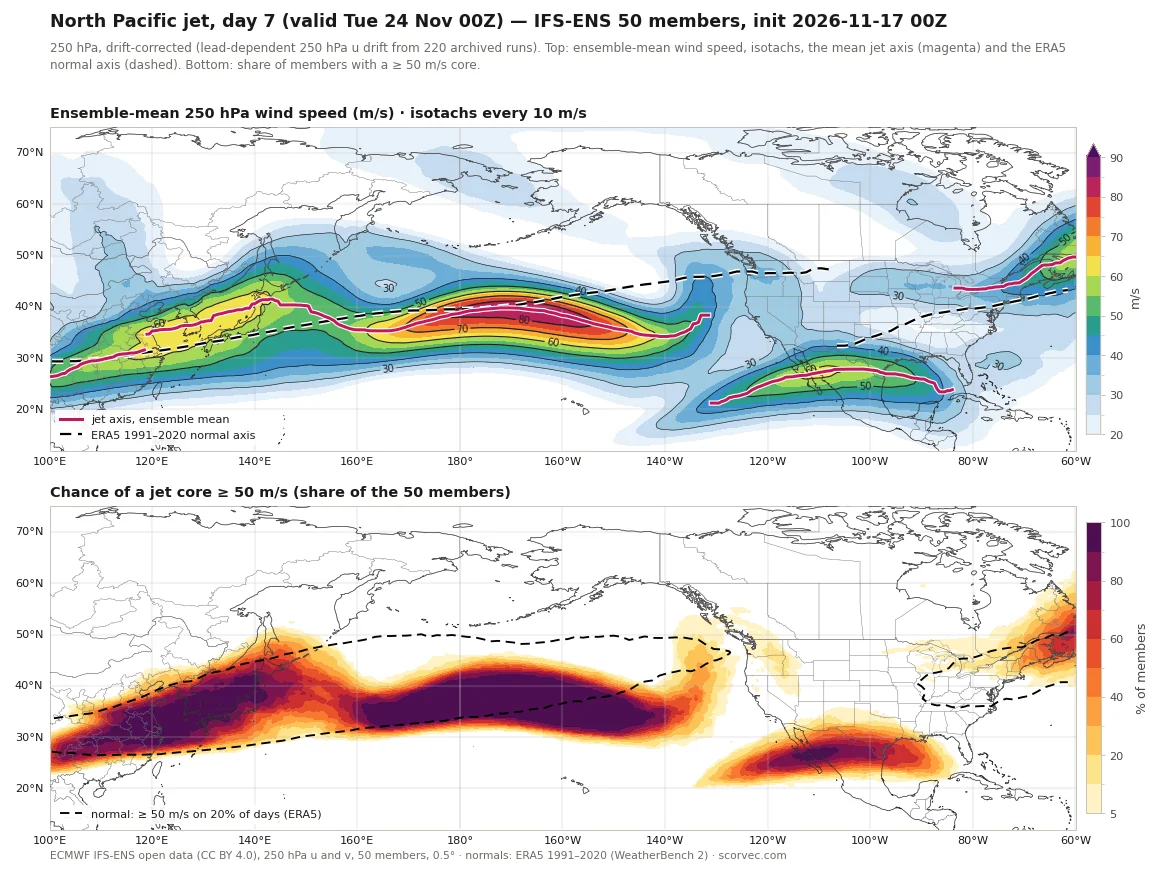 North Pacific jet, day 7 (valid Tue 24 Nov 00Z) — IFS-ENS 50 members, init 2026-11-17 00Z
250 hPa, drift-corrected (lead-dependent 250 hPa u drift from 220 archived runs). Top: ensemble-mean wind speed, isotachs, the mean jet axis (magenta) and the ERA5
normal axis (dashed). Bottom: share of members with a ≥ 50 m/s core.
Ensemble-mean 250 hPa wind speed (m/s) · isotachs every 10 m/s
70°N
60°N
50°N
40°N
30°N
20°N
60
30
50
40
70
80
60
30
30
40
50
30
40
50
30
jet axis, ensemble mean
ERA5 1991–2020 normal axis
100°E 120°E 140°E 160°E 180° 160°W 140°W 120°W 100°W 80°W 60°W
90
80
70
60
50
40
30
20
m/s
Chance of a jet core ≥ 50 m/s (share of the 50 members)
70°N
60°N
50°N
40°N
30°N
20°N
normal: ≥ 50 m/s on 20% of days (ERA5)
100°E 120°E 140°E 160°E 180° 160°W 140°W 120°W 100°W 80°W 60°W
100
80
60
40
20
5
% of members
ECMWF IFS-ENS open data (CC BY 4.0), 250 hPa u and v, 50 members, 0.5° · normals: ERA5 1991–2020 (WeatherBench 2) · scorvec.com